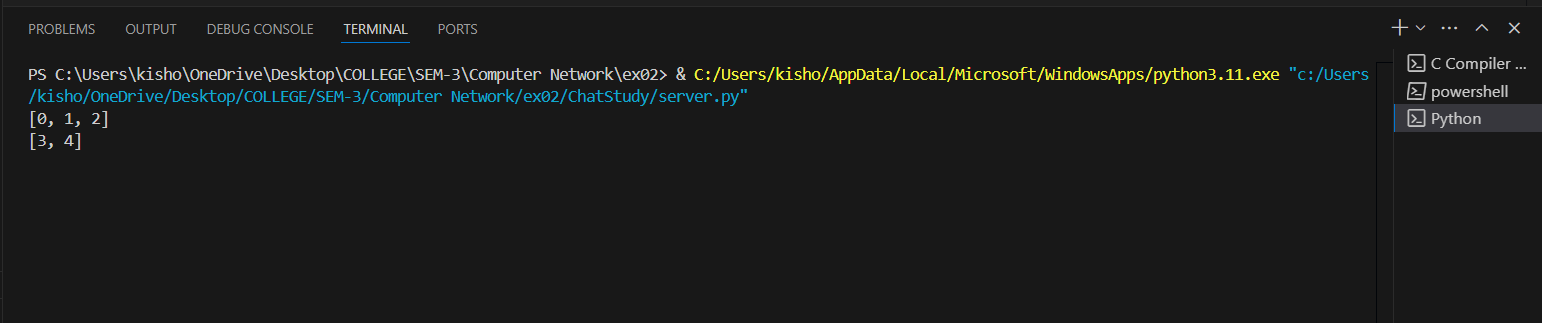 PROBLEMS OUTPUT DEBUG CONSOLE TERMINAL PORTS
PS C:\Users\kisho\OneDrive\Desktop\COLLEGE\SEM-3\Computer Network\ex02> & C:/Users/kisho/AppData/Local/Microsoft/WindowsApps/python3.11.exe "c:/Users
/kisho/OneDrive/Desktop/COLLEGE/SEM-3/Computer Network/ex02/ChatStudy/server.py"
[0, 1, 2]
[3, 4]
C Compiler ...
powershell
Python